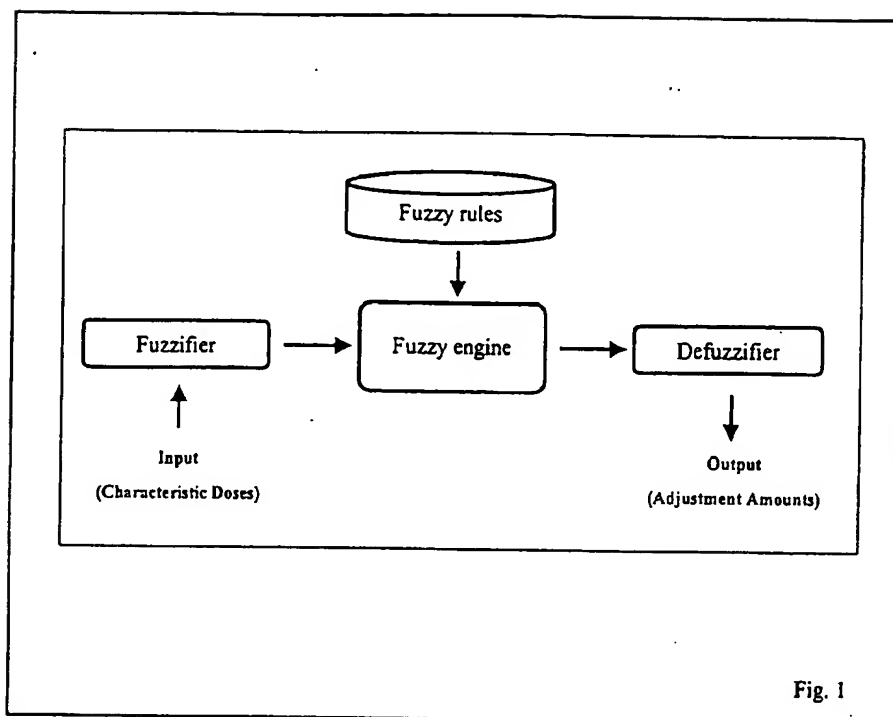 Fuzzy rules
Fuzzifier
Fuzzy engine
Defuzzifier
Input
(Characteristic Doses)
Output
(Adjustment Amounts)
Fig. 1